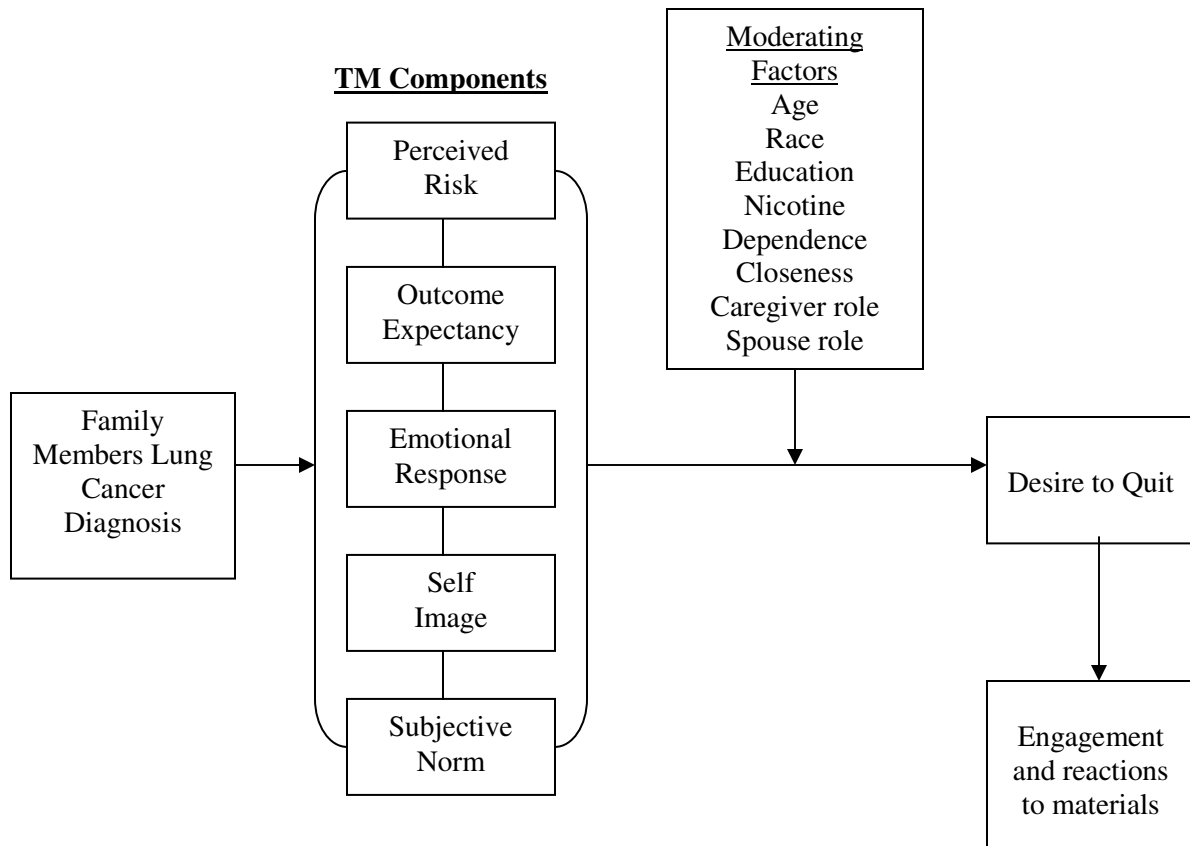 TM Components
Perceived
Risk
Outcome
Expectancy
Emotional
Response
Self
Image
Subjective
Norm
Family
Members Lung
Cancer
Diagnosis
Moderating
Factors
Age
Race
Education
Nicotine
Dependence
Closeness
Caregiver role
Spouse role
Desire to Quit
Engagement
and reactions
to materials